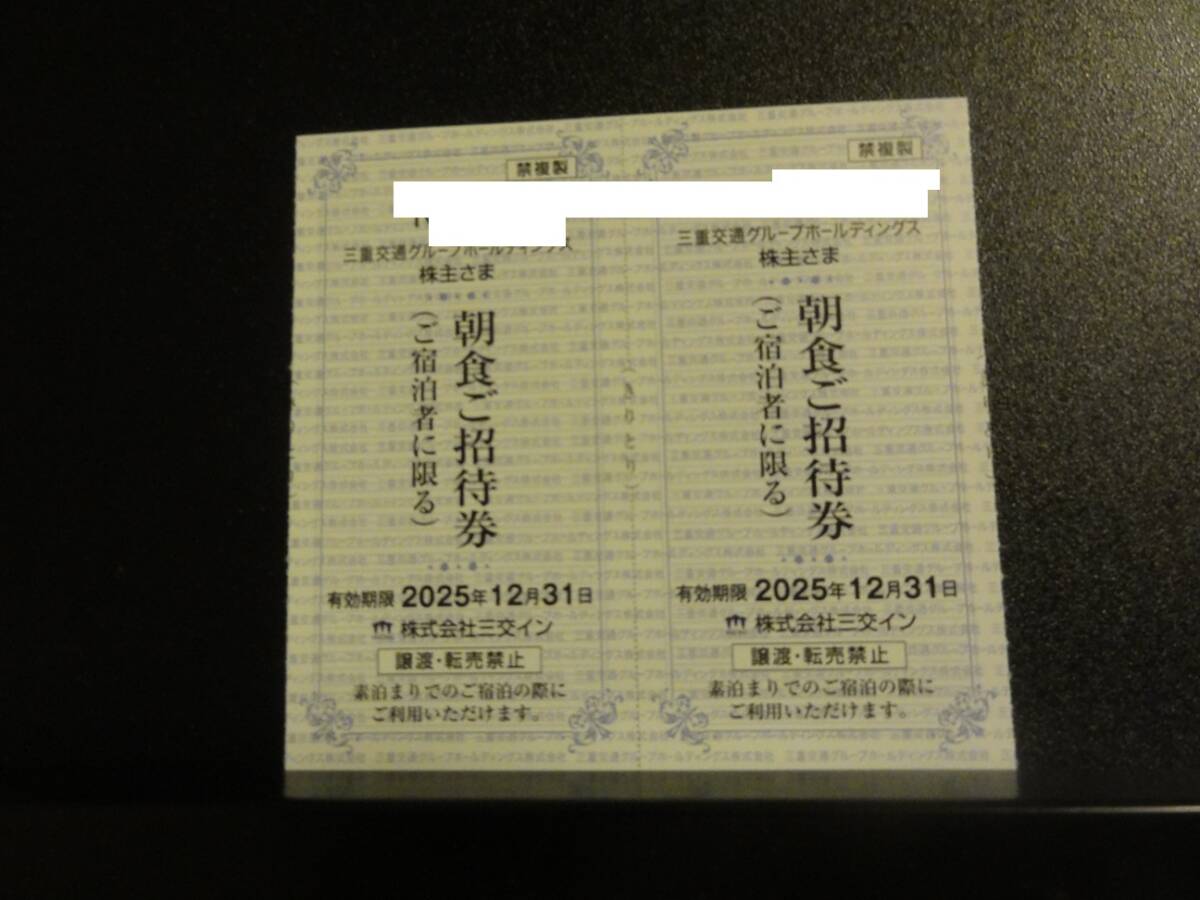 禁複製
三重交通グループホールディングス
株主さま
朝食ご招待券
(ご宿泊者に限る)
有効期限 2025年12月31日
株式会社三交イン
譲渡・転売禁止
素泊まりでのご宿泊の際に
ご利用いただけます。
(きりとり)
禁複製
三重交通グループホールディングス
株主さま
朝食ご招待券
(ご宿泊者に限る)
有効期限 2025年12月31日
株式会社三交イン
譲渡・転売禁止
素泊まりでのご宿泊の際に
ご利用いただけます。